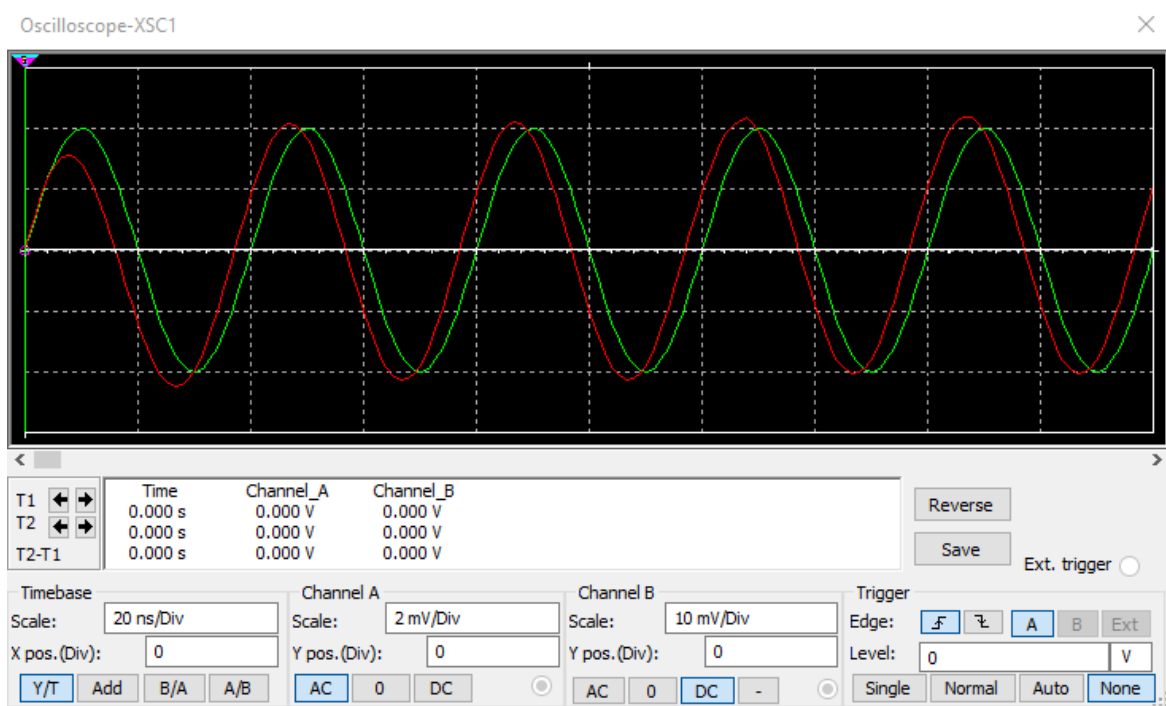 Oscilloscope-XSC1
T1
T2
T2-T1
Time Channel_A Channel_B
0.000 s 0.000 V 0.000 V
0.000 s 0.000 V 0.000 V
0.000 s 0.000 V 0.000 V
Reverse
Save
Ext. trigger
Timebase
Scale: 20 ns/Div
X pos.(Div): 0
Y/T Add B/A A/B
Channel A
Scale: 2 mV/Div
Y pos.(Div): 0
AC 0 DC
Channel B
Scale: 10 mV/Div
Y pos.(Div): 0
AC 0 DC -
Trigger
Edge: A B Ext
Level: 0 V
Single Normal Auto None